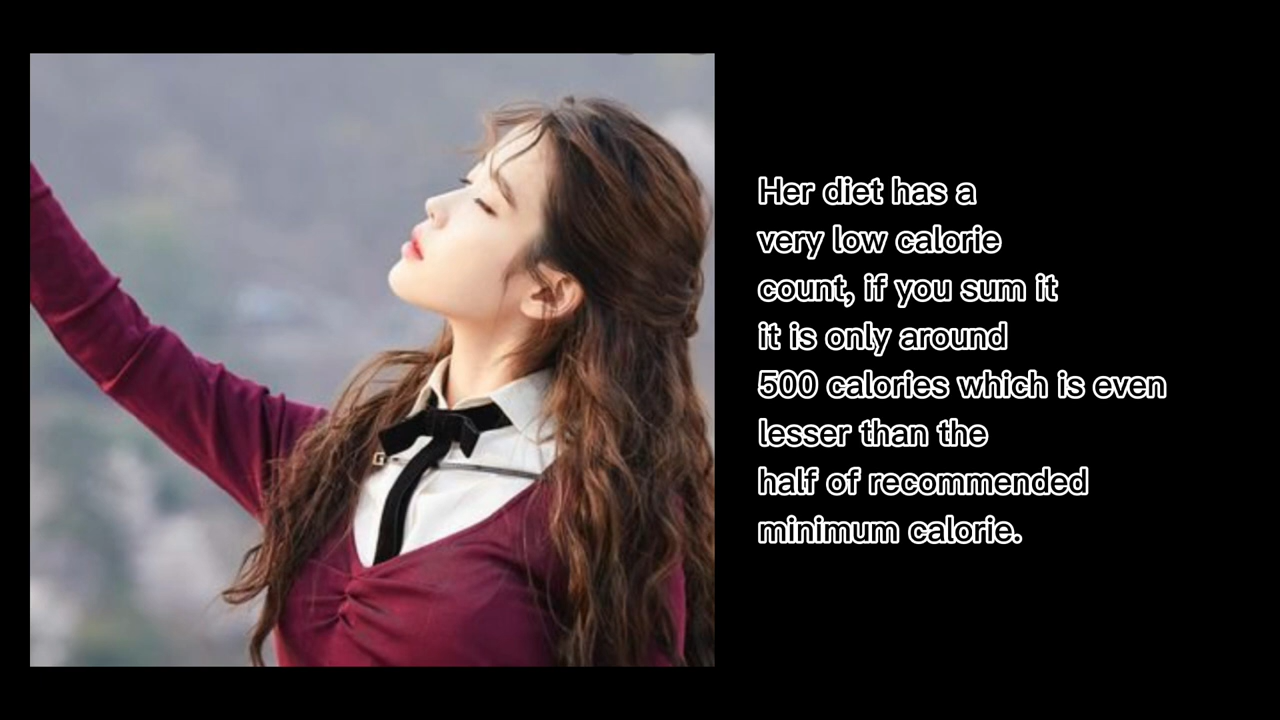 Her diet has a
very low calorie
count, if you sum it
it is only around
500 calories which is even
lesser than the
half of recommended
minimum calorie.